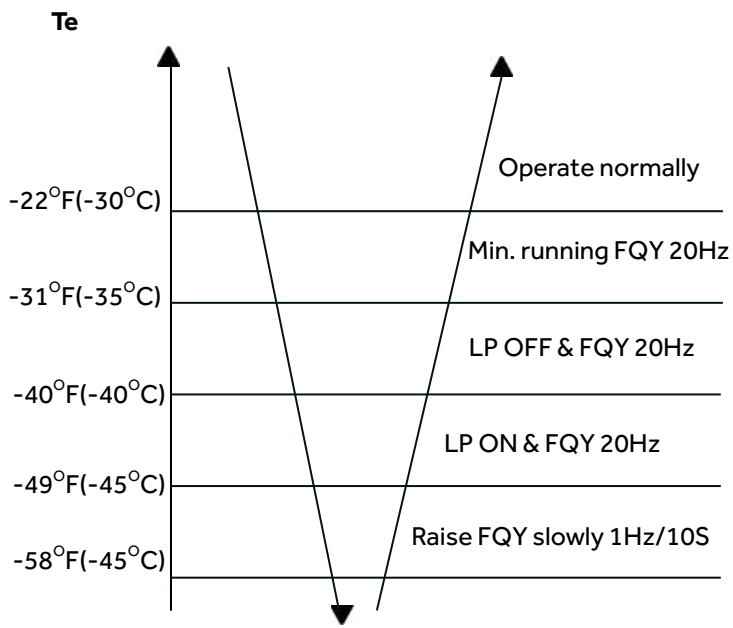 Te
Operate normally
-22°F(-30°C)
Min. running FQY 20Hz
-31°F(-35°C)
LP OFF & FQY 20Hz
-40°F(-40°C)
LP ON & FQY 20Hz
-49°F(-45°C)
Raise FQY slowly 1Hz/10S
-58°F(-45°C)